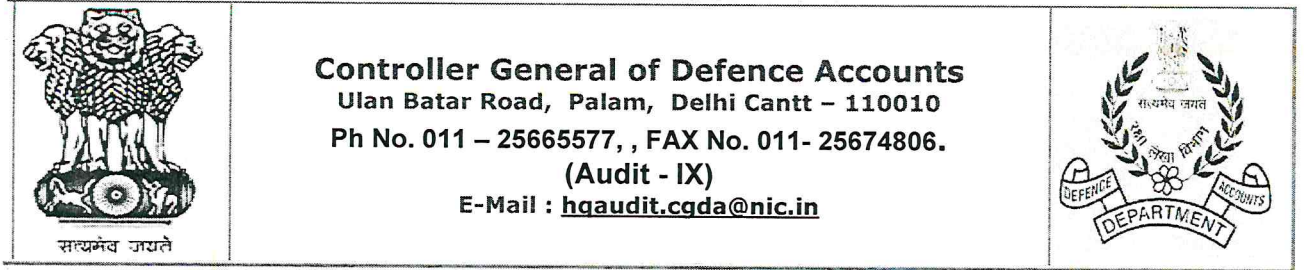 Controller General of Defence Accounts
Ulan Batar Road, Palam, Delhi Cantt – 110010
Ph No. 011 – 25665577, , FAX No. 011- 25674806.
(Audit - IX)
E-Mail : hqaudit.cgda@nic.in
सत्यमेव जयते
सत्यमेव जयते
रक्षा लेखा विभाग
DEFENCE ACCOUNTS
DEPARTMENT